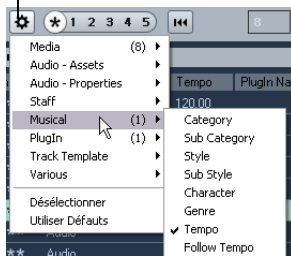 * 1 2 3 4 5 8
Media (8)
Audio - Assets
Audio - Properties
Staff
Musical (1)
PlugIn (1)
Track Template
Various
Désélectionner
Utiliser Défauts
Tempo PlugIn Na
120.00
Category
Sub Category
Style
Sub Style
Character
Genre
Tempo
Follow Tempo
** Audio